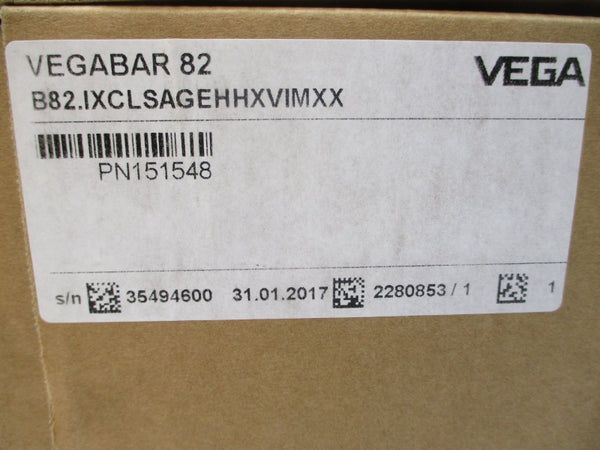 VEGABAR 82
VEGA
B82.IXCLSAGEHHXVIMXX
PN151548
s/n 35494600 31.01.2017 2280853 / 1 1